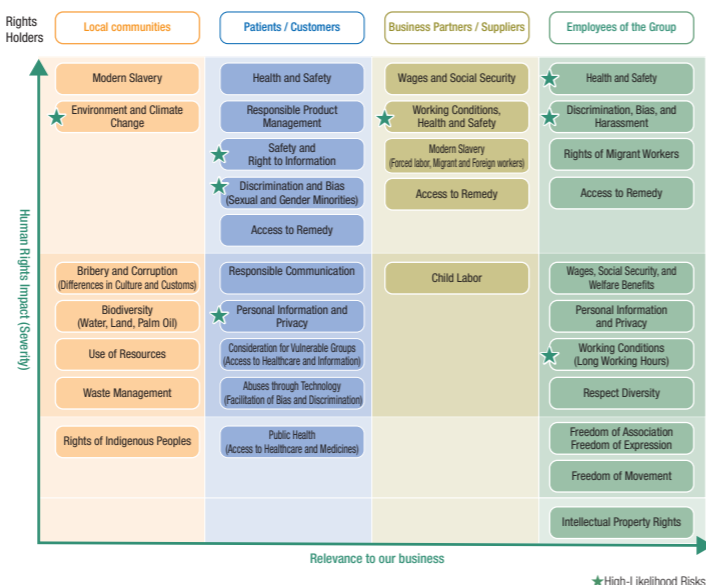 Rights
Holders
Local communities
Patients / Customers
Business Partners / Suppliers
Employees of the Group
Human Rights Impact (Severity)
Modern Slavery
★ Environment and Climate
Change
Bribery and Corruption
(Differences in Culture and Customs)
Biodiversity
(Water, Land, Palm Oil)
Use of Resources
Waste Management
Rights of Indigenous Peoples
Health and Safety
Responsible Product
Management
★ Safety and
Right to Information
★ Discrimination and Bias
(Sexual and Gender Minorities)
Access to Remedy
Responsible Communication
★ Personal Information and
Privacy
Consideration for Vulnerable Groups
(Access to Healthcare and Information)
Abuses through Technology
(Facilitation of Bias and Discrimination)
Public Health
(Access to Healthcare and Medicines)
Wages and Social Security
★ Working Conditions,
Health and Safety
Modern Slavery
(Forced labor, Migrant and Foreign workers)
Access to Remedy
Child Labor
★ Health and Safety
★ Discrimination, Bias, and
Harassment
Rights of Migrant Workers
Access to Remedy
Wages, Social Security, and
Welfare Benefits
Personal Information
and Privacy
★ Working Conditions
(Long Working Hours)
Respect Diversity
Freedom of Association
Freedom of Expression
Freedom of Movement
Intellectual Property Rights
Relevance to our business
★High-Likelihood Risks